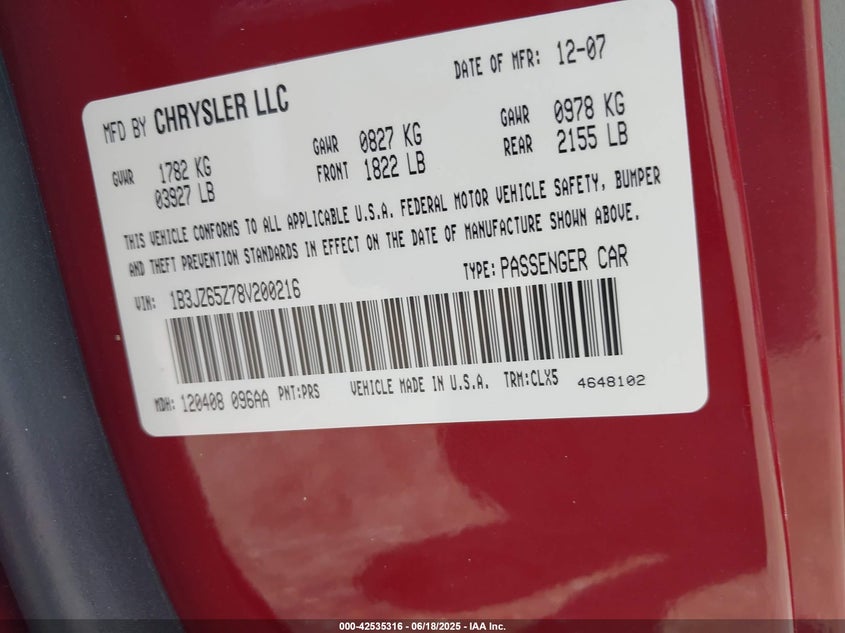 MFD BY CHRYSLER LLC DATE OF MFR: 12-07
GVWR 1782 KG GAWR 0827 KG GAWR 0978 KG
03927 LB FRONT 1822 LB REAR 2155 LB
THIS VEHICLE CONFORMS TO ALL APPLICABLE U.S.A. FEDERAL MOTOR VEHICLE SAFETY, BUMPER
AND THEFT PREVENTION STANDARDS IN EFFECT ON THE DATE OF MANUFACTURE SHOWN ABOVE.
VIN: 1B3JZ65Z78V200216 TYPE: PASSENGER CAR
MDH: 120408 096AA PNT:PRS VEHICLE MADE IN U.S.A. TRM:CLX5 4648102
000-42535316 - 06/18/2025 - IAA Inc.